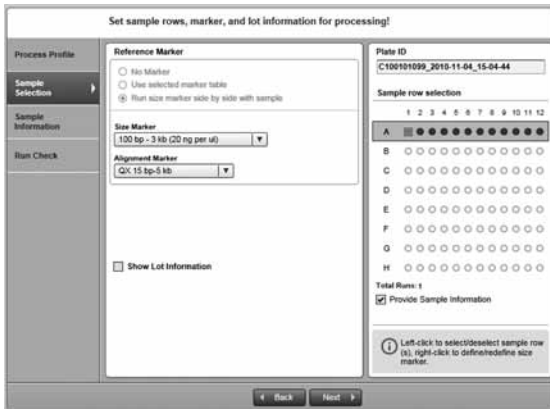 Set sample rows, marker, and lot information for processing!
Process Profile
Sample
Selection
Sample
Information
Run Check
Reference Marker
No Marker
Use selected marker table
Run size marker side by side with sample
Size Marker
100 bp - 3 kb (20 ng per ul)
Alignment Marker
QX 15 bp-5 kb
Show Lot Information
Plate ID
C100101099_2010-11-04_15-04-44
Sample row selection
1 2 3 4 5 6 7 8 9 10 11 12
A
B
C
D
E
F
G
H
Total Runs: 1
Provide Sample Information
Left-click to select/deselect sample row
(s), right-click to define/redefine size
marker.
Back Next